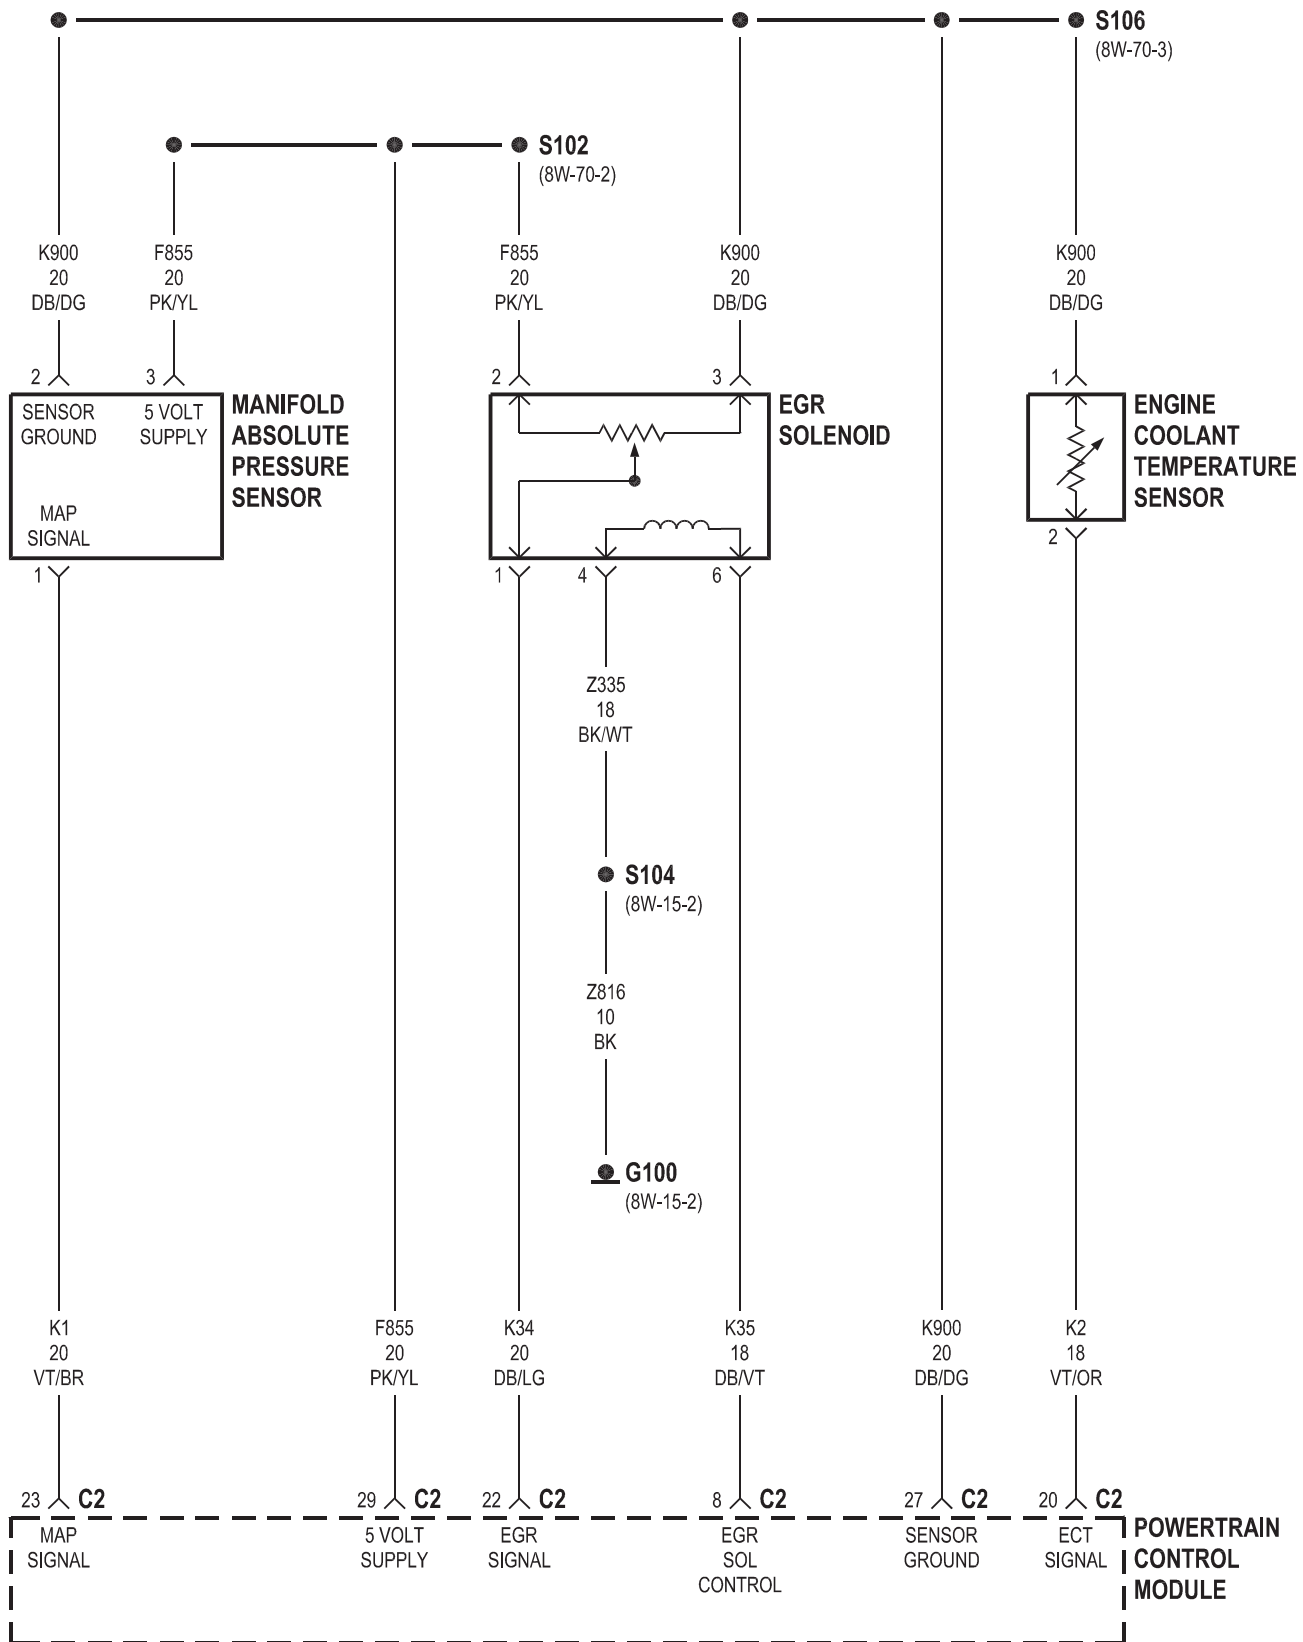 S106
(8W-70-3)
S102
(8W-70-2)
K900
20
DB/DG
F855
20
PK/YL
F855
20
PK/YL
K900
20
DB/DG
K900
20
DB/DG
2
3
2
3
1
SENSOR
GROUND
5 VOLT
SUPPLY
MAP
SIGNAL
MANIFOLD
ABSOLUTE
PRESSURE
SENSOR
EGR
SOLENOID
ENGINE
COOLANT
TEMPERATURE
SENSOR
1
1
4
6
2
Z335
18
BK/WT
S104
(8W-15-2)
Z816
10
BK
G100
(8W-15-2)
K1
20
VT/BR
F855
20
PK/YL
K34
20
DB/LG
K35
18
DB/VT
K900
20
DB/DG
K2
18
VT/OR
23 C2
29 C2
22 C2
8 C2
27 C2
20 C2
MAP
SIGNAL
5 VOLT
SUPPLY
EGR
SIGNAL
EGR
SOL
CONTROL
SENSOR
GROUND
ECT
SIGNAL
POWERTRAIN
CONTROL
MODULE